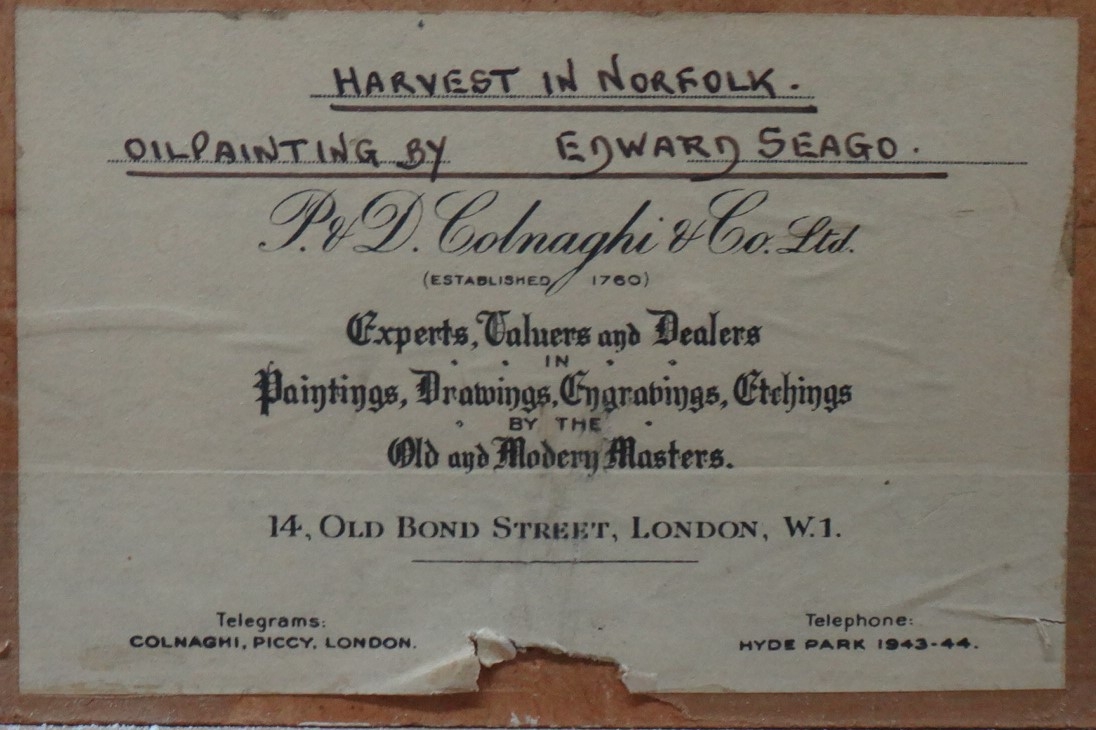 HARVEST IN NORFOLK.
OILPAINTING BY EDWARD SEAGO.
P. & D. Colnaghi & Co. Ltd.
(ESTABLISHED 1760)
Experts, Valuers and Dealers
IN
Paintings, Drawings, Engravings, Etchings
BY THE
Old and Modern Masters.
14, OLD BOND STREET, LONDON, W.1.
Telegrams:
COLNAGHI, PICCY, LONDON.
Telephone:
HYDE PARK 1943-44.